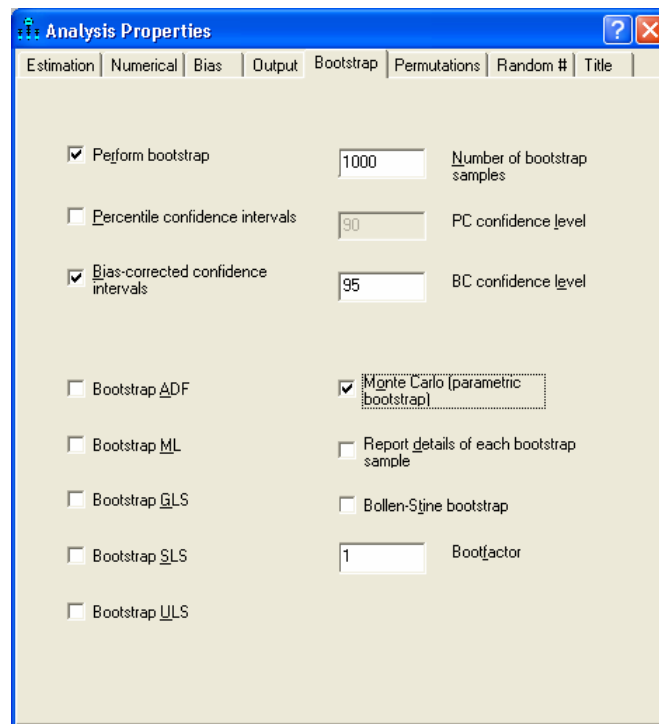 Analysis Properties
?
Estimation Numerical Bias Output Bootstrap Permutations Random # Title
Perform bootstrap
1000
Number of bootstrap
samples
Percentile confidence intervals
90
PC confidence level
Bias-corrected confidence
intervals
95
BC confidence level
Bootstrap ADF
Monte Carlo (parametric
bootstrap)
Bootstrap ML
Report details of each bootstrap
sample
Bootstrap GLS
Bollen-Stine bootstrap
Bootstrap SLS
1
Bootfactor
Bootstrap ULS